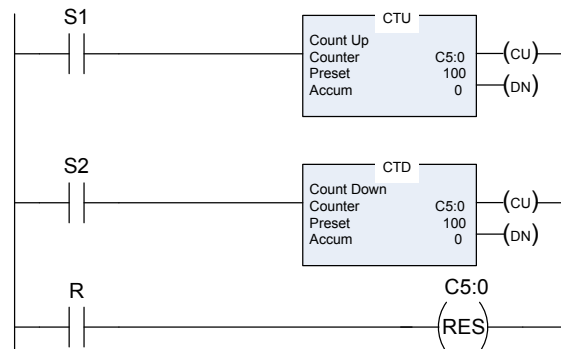 S1
CTU
Count Up
Counter C5:0
Preset 100
Accum 0
(CU)
(DN)
S2
CTD
Count Down
Counter C5:0
Preset 100
Accum 0
(CU)
(DN)
R
C5:0
(RES)